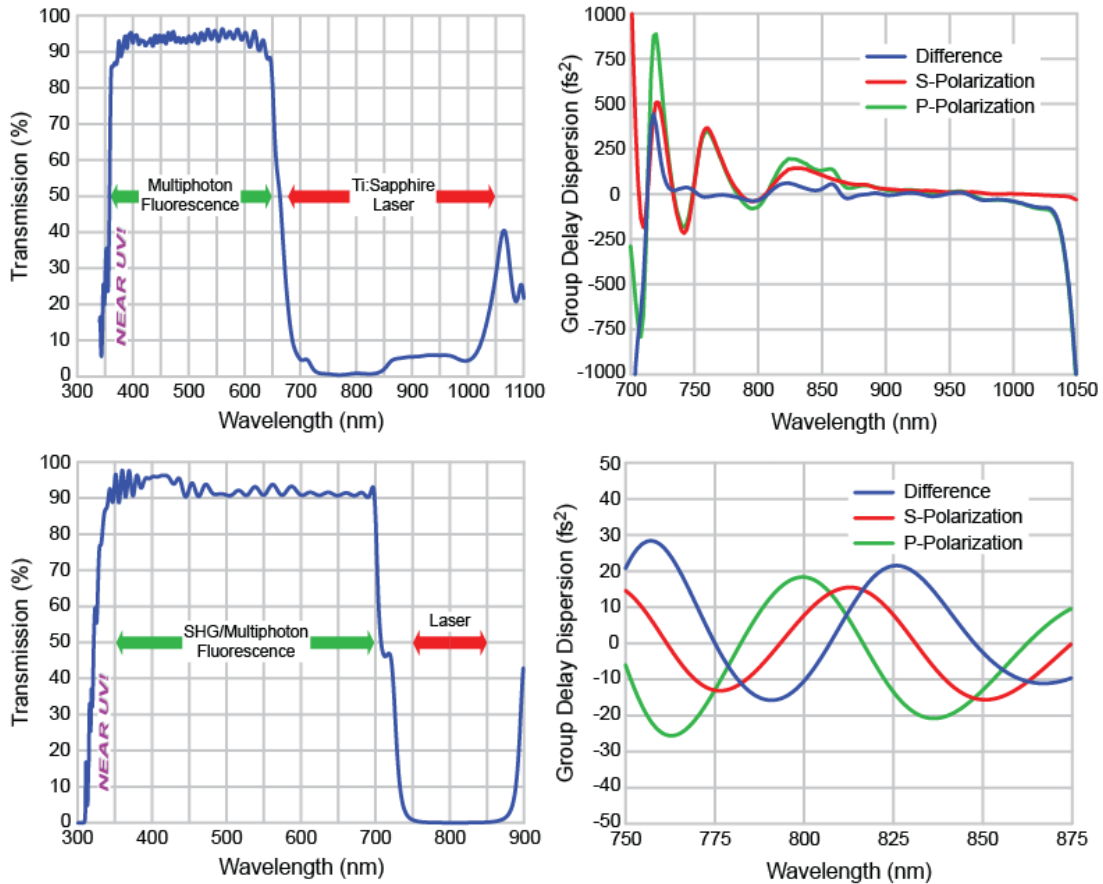 100
90
80
70
60
50
40
30
20
10
0
Transmission (%)
Multiphoton
Fluorescence
Ti:Sapphire
Laser
NEAR UV!
300 400 500 600 700 800 900 1000 1100
Wavelength (nm)
1000
750
500
250
0
-250
-500
-750
-1000
Group Delay Dispersion (fs²)
Difference
S-Polarization
P-Polarization
700 750 800 850 900 950 1000 1050
Wavelength (nm)
100
90
80
70
60
50
40
30
20
10
0
Transmission (%)
SHG/Multiphoton
Fluorescence
Laser
NEAR UV!
300 400 500 600 700 800 900
Wavelength (nm)
50
40
30
20
10
0
-10
-20
-30
-40
-50
Group Delay Dispersion (fs²)
Difference
S-Polarization
P-Polarization
750 775 800 825 850 875
Wavelength (nm)